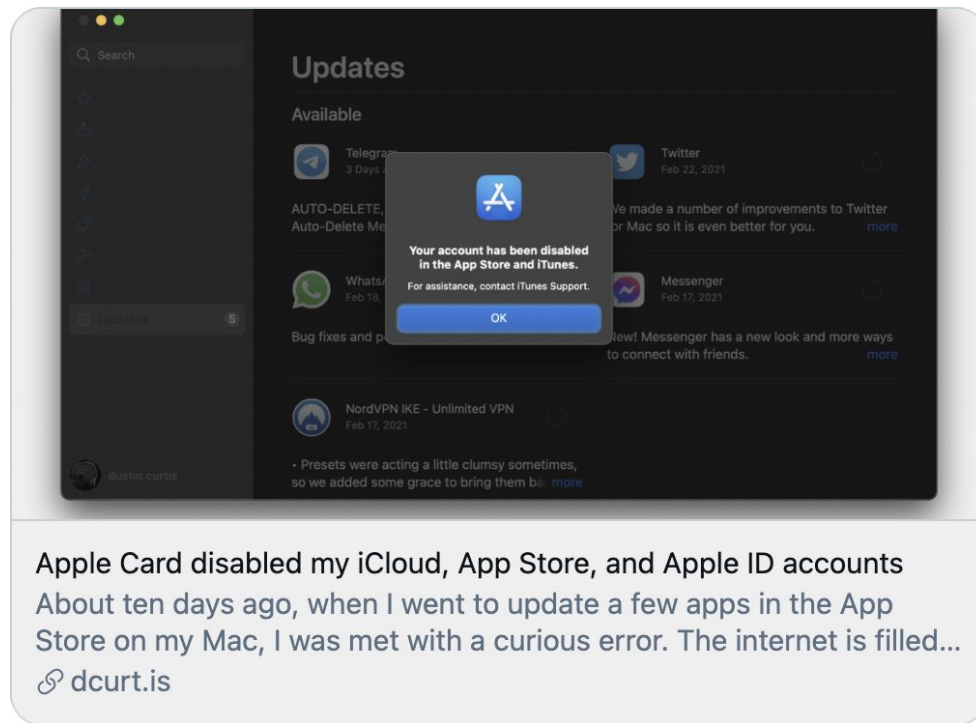 Search
Updates
Available
Telegram
3 Days
Twitter
Feb 22, 2021
AUTO-DELETE,
Auto-Delete Me
We made a number of improvements to Twitter
for Mac so it is even better for you. more
Your account has been disabled
in the App Store and iTunes.
For assistance, contact iTunes Support.
OK
WhatsA
Feb 18,
Messenger
Feb 17, 2021
Updates 5
Bug fixes and p
New! Messenger has a new look and more ways
to connect with friends. more
NordVPN IKE - Unlimited VPN
Feb 17, 2021
• Presets were acting a little clumsy sometimes,
so we added some grace to bring them ba more
dustin curtis
Apple Card disabled my iCloud, App Store, and Apple ID accounts
About ten days ago, when I went to update a few apps in the App
Store on my Mac, I was met with a curious error. The internet is filled...
dcurt.is